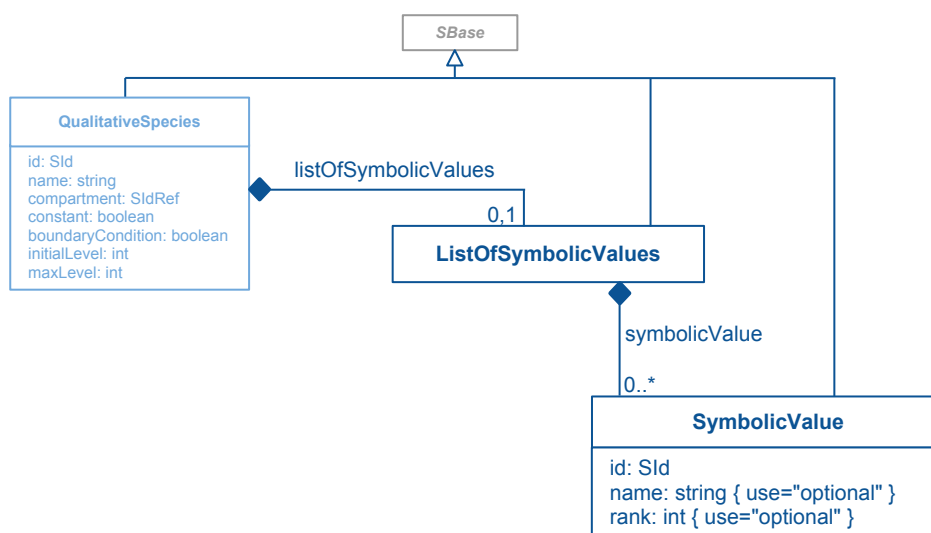 SBase
QualitativeSpecies
id: SId
name: string
compartment: SIdRef
constant: boolean
boundaryCondition: boolean
initialLevel: int
maxLevel: int
listOfSymbolicValues
0,1
ListOfSymbolicValues
symbolicValue
0..*
SymbolicValue
id: SId
name: string { use="optional" }
rank: int { use="optional" }